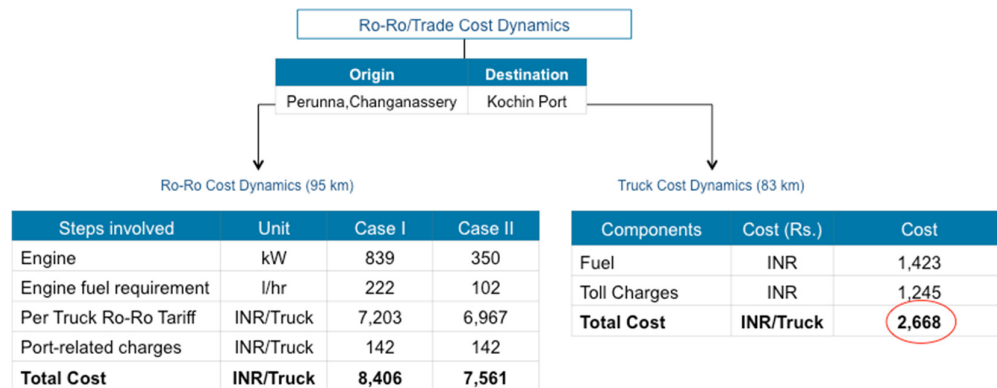 Ro-Ro/Trade Cost Dynamics
Origin Destination
Perunna,Changanassery Kochin Port
Ro-Ro Cost Dynamics (95 km)
Steps involved Unit Case I Case II
Engine kW 839 350
Engine fuel requirement l/hr 222 102
Per Truck Ro-Ro Tariff INR/Truck 7,203 6,967
Port-related charges INR/Truck 142 142
Total Cost INR/Truck 8,406 7,561
Truck Cost Dynamics (83 km)
Components Cost (Rs.) Cost
Fuel INR 1,423
Toll Charges INR 1,245
Total Cost INR/Truck 2,668